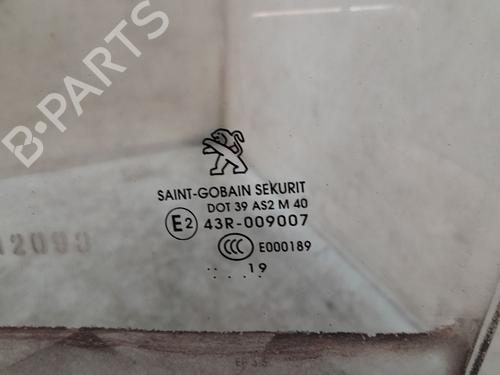 B-PARTS
SAINT-GOBAIN SEKURIT
DOT 39 AS2 M 40
E2 43R-009007
CCC E000189
.. . 19
. . . .